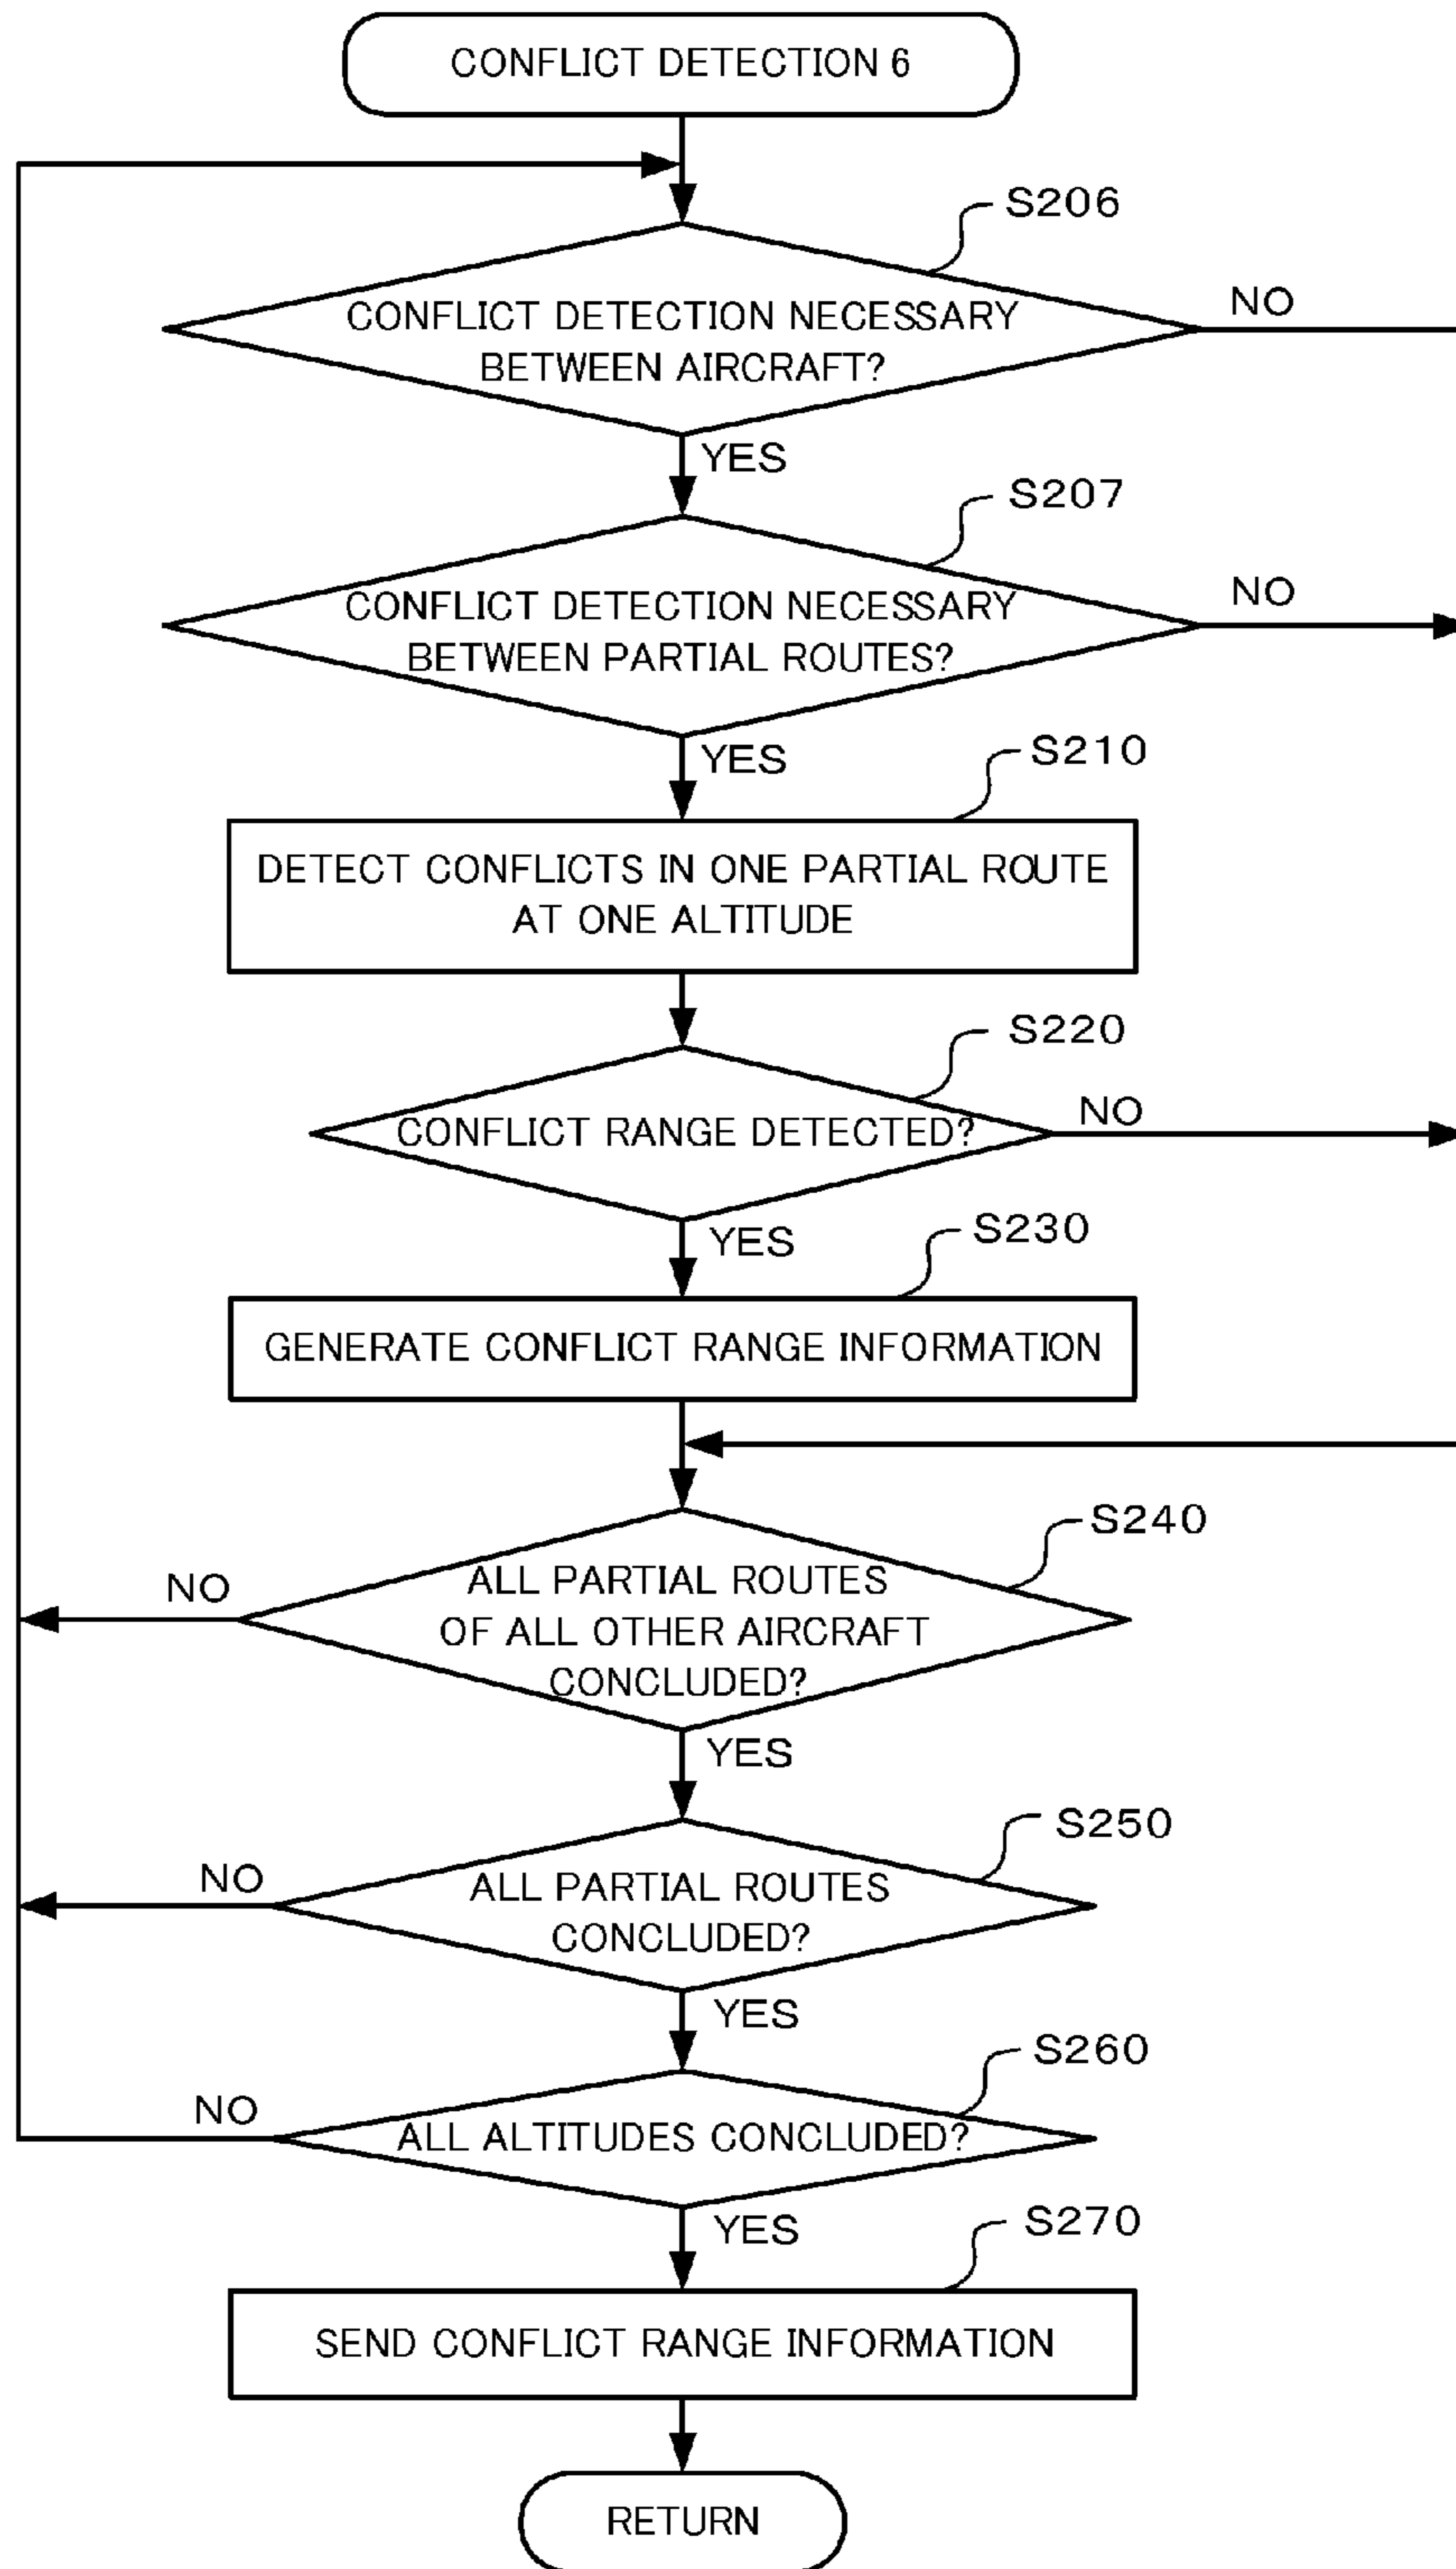 CONFLICT DETECTION 6
S206
CONFLICT DETECTION NECESSARY
BETWEEN AIRCRAFT?
NO
YES
S207
CONFLICT DETECTION NECESSARY
BETWEEN PARTIAL ROUTES?
NO
YES
S210
DETECT CONFLICTS IN ONE PARTIAL ROUTE
AT ONE ALTITUDE
S220
CONFLICT RANGE DETECTED?
NO
YES
S230
GENERATE CONFLICT RANGE INFORMATION
S240
ALL PARTIAL ROUTES
OF ALL OTHER AIRCRAFT
CONCLUDED?
NO
YES
S250
ALL PARTIAL ROUTES
CONCLUDED?
NO
YES
S260
ALL ALTITUDES CONCLUDED?
NO
YES
S270
SEND CONFLICT RANGE INFORMATION
RETURN